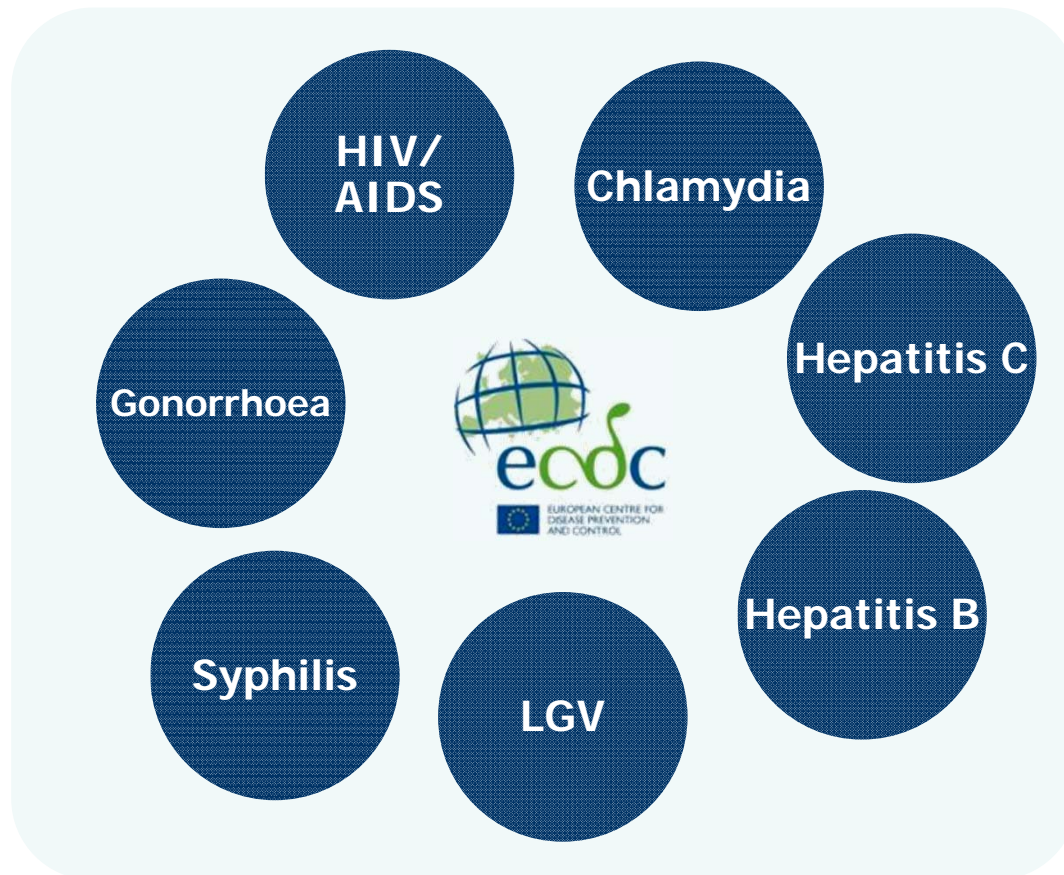 HIV/
AIDS
Chlamydia
Hepatitis C
Gonorrhoea
ecdc
EUROPEAN CENTRE FOR
DISEASE PREVENTION
AND CONTROL
Hepatitis B
Syphilis
LGV